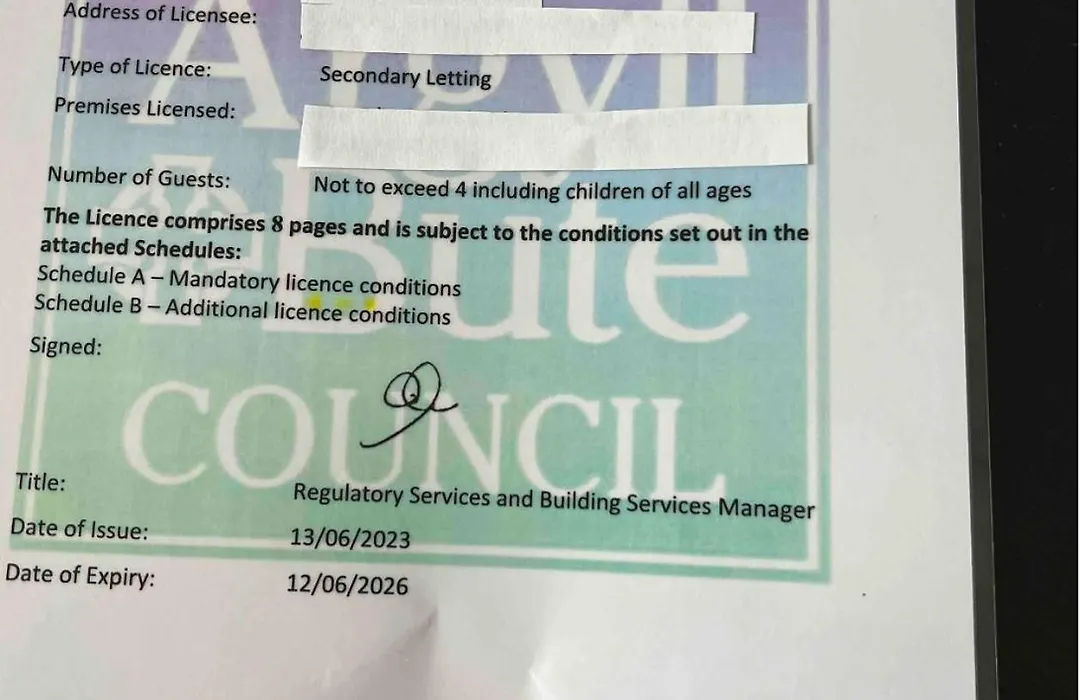 Address of Licensee:
Type of Licence: Secondary Letting
Premises Licensed:
Number of Guests: Not to exceed 4 including children of all ages
The Licence comprises 8 pages and is subject to the conditions set out in the
attached Schedules:
Schedule A – Mandatory licence conditions
Schedule B – Additional licence conditions
Signed:
Title: Regulatory Services and Building Services Manager
Date of Issue: 13/06/2023
Date of Expiry: 12/06/2026
Argyll
Bute
COUNCIL